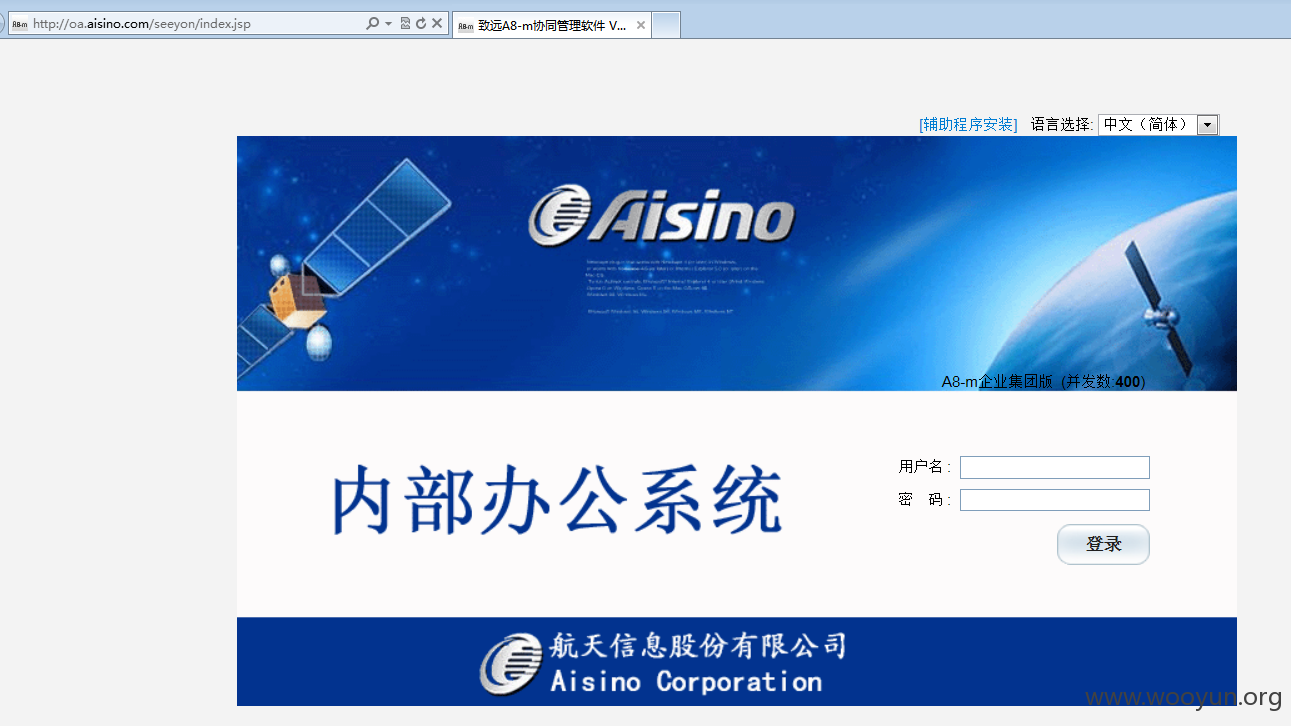 http://oa.aisino.com/seeyon/index.jsp
A8-m 致远A8-m协同管理软件 V...
[辅助程序安装] 语言选择: 中文（简体）
Aisino
A8-m企业集团版 (并发数:400)
内部办公系统
用户名 :
密 码 :
登录
航天信息股份有限公司
Aisino Corporation
www.wooyun.org